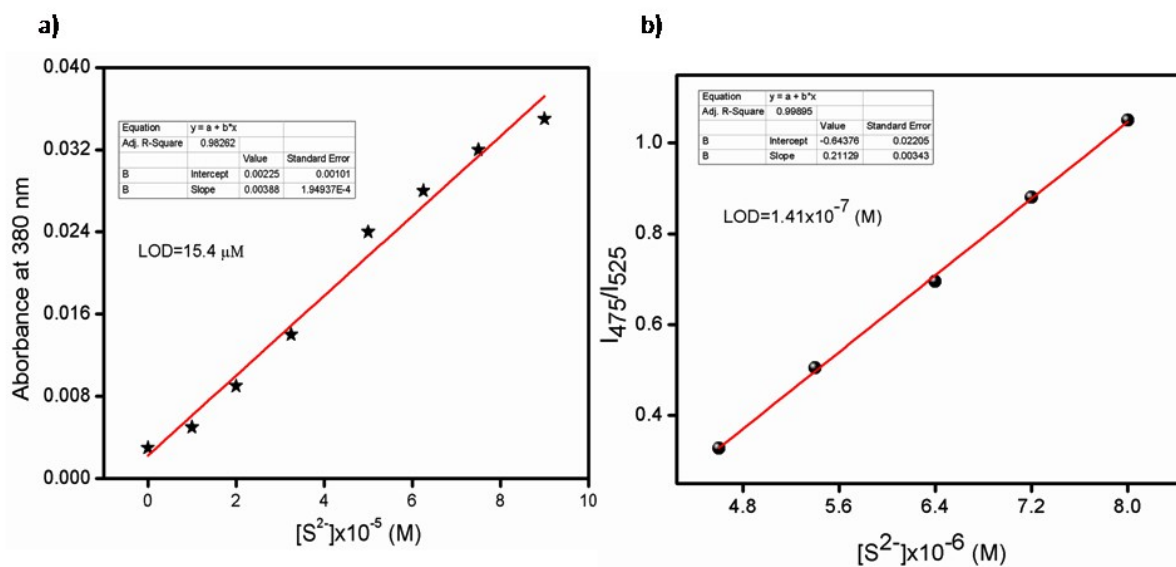 a)
0.040
0.032
0.024
0.016
0.008
0.000
Aborbance at 380 nm
Equation y = a + b*x
Adj. R-Square 0.98262
Value Standard Error
B Intercept 0.00225 0.00101
B Slope 0.00388 1.94937E-4
LOD=15.4 μM
0 2 4 6 8 10
[S²⁻]x10⁻⁵ (M)
b)
1.0
0.8
0.6
0.4
I₄₇₅/I₅₂₅
Equation y = a + b*x
Adj. R-Square 0.99895
Value Standard Error
B Intercept -0.64376 0.02205
B Slope 0.21129 0.00343
LOD=1.41x10⁻⁷ (M)
4.8 5.6 6.4 7.2 8.0
[S²⁻]x10⁻⁶ (M)